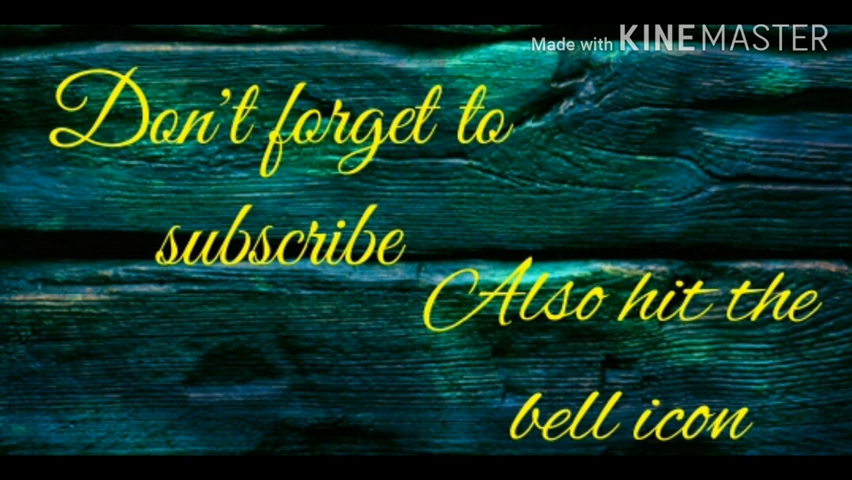 Made with KINEMASTER
Don't forget to
subscribe
Also hit the
bell icon